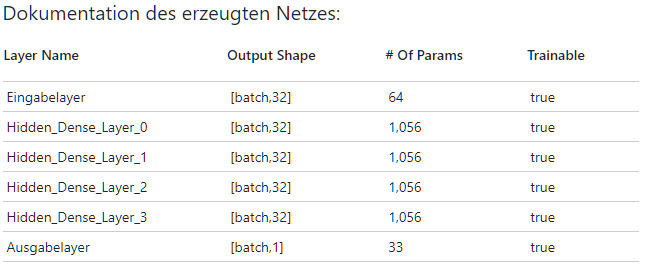 Dokumentation des erzeugten Netzes:
Layer Name Output Shape # Of Params Trainable
Eingabelayer [batch,32] 64 true
Hidden_Dense_Layer_0 [batch,32] 1,056 true
Hidden_Dense_Layer_1 [batch,32] 1,056 true
Hidden_Dense_Layer_2 [batch,32] 1,056 true
Hidden_Dense_Layer_3 [batch,32] 1,056 true
Ausgabelayer [batch,1] 33 true